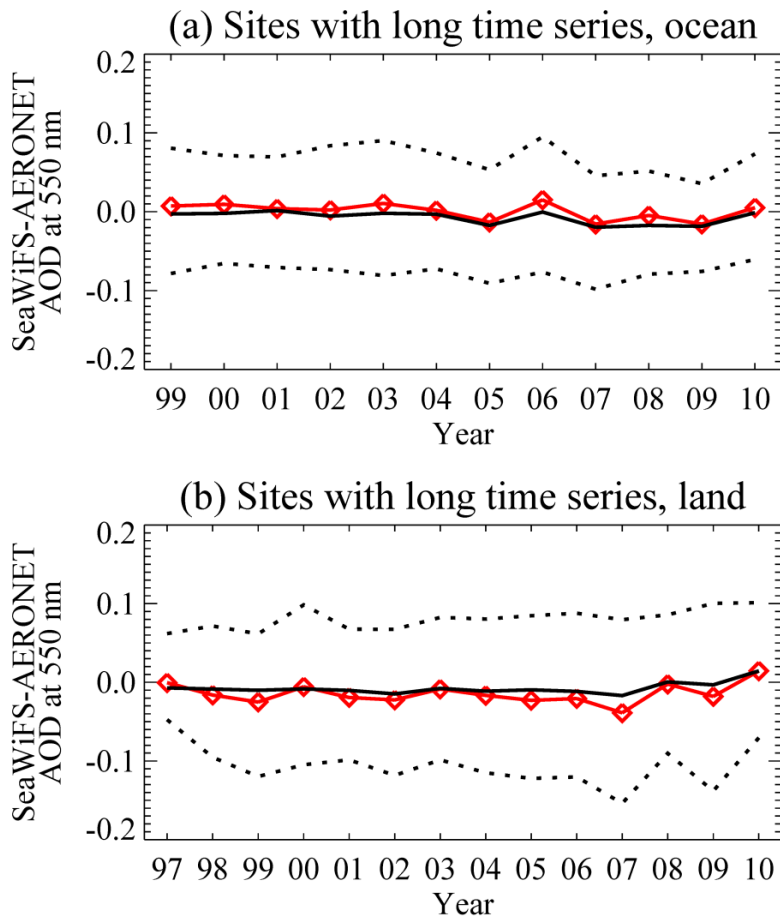 (a) Sites with long time series, ocean
SeaWiFS-AERONET
AOD at 550 nm
0.2
0.1
0.0
-0.1
-0.2
99 00 01 02 03 04 05 06 07 08 09 10
Year
(b) Sites with long time series, land
SeaWiFS-AERONET
AOD at 550 nm
0.2
0.1
0.0
-0.1
-0.2
97 98 99 00 01 02 03 04 05 06 07 08 09 10
Year